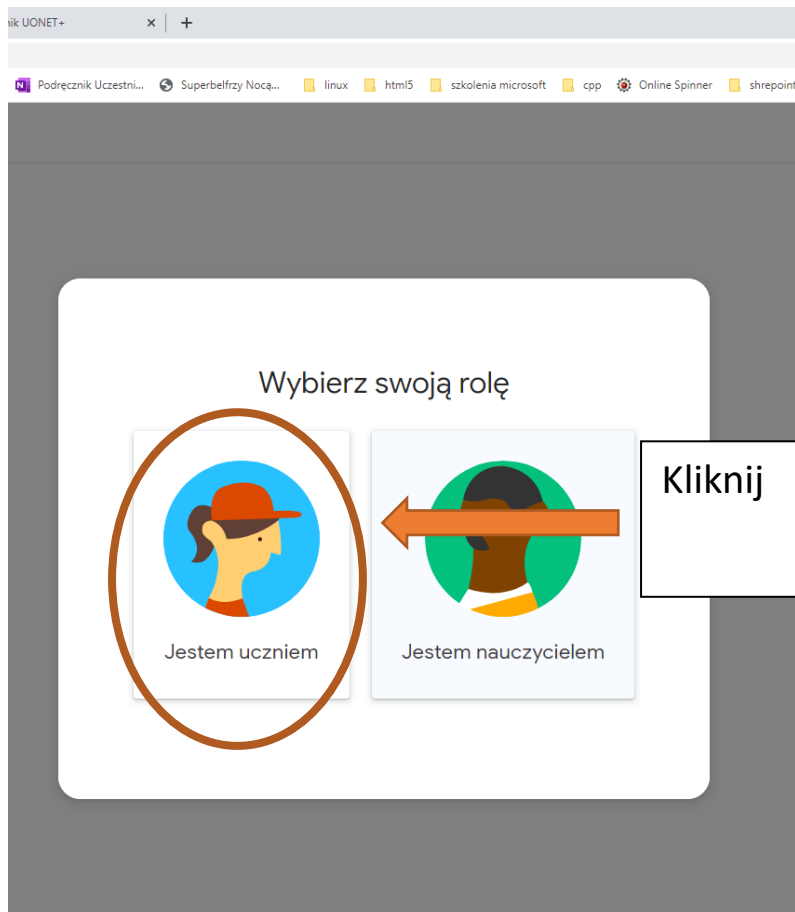 nik UONET+
Podręcznik Uczestni... Superbelfrzy Nocą... linux html5 szkolenia microsoft cpp Online Spinner shrepoint
Wybierz swoją rolę
Kliknij
Jestem uczniem Jestem nauczycielem